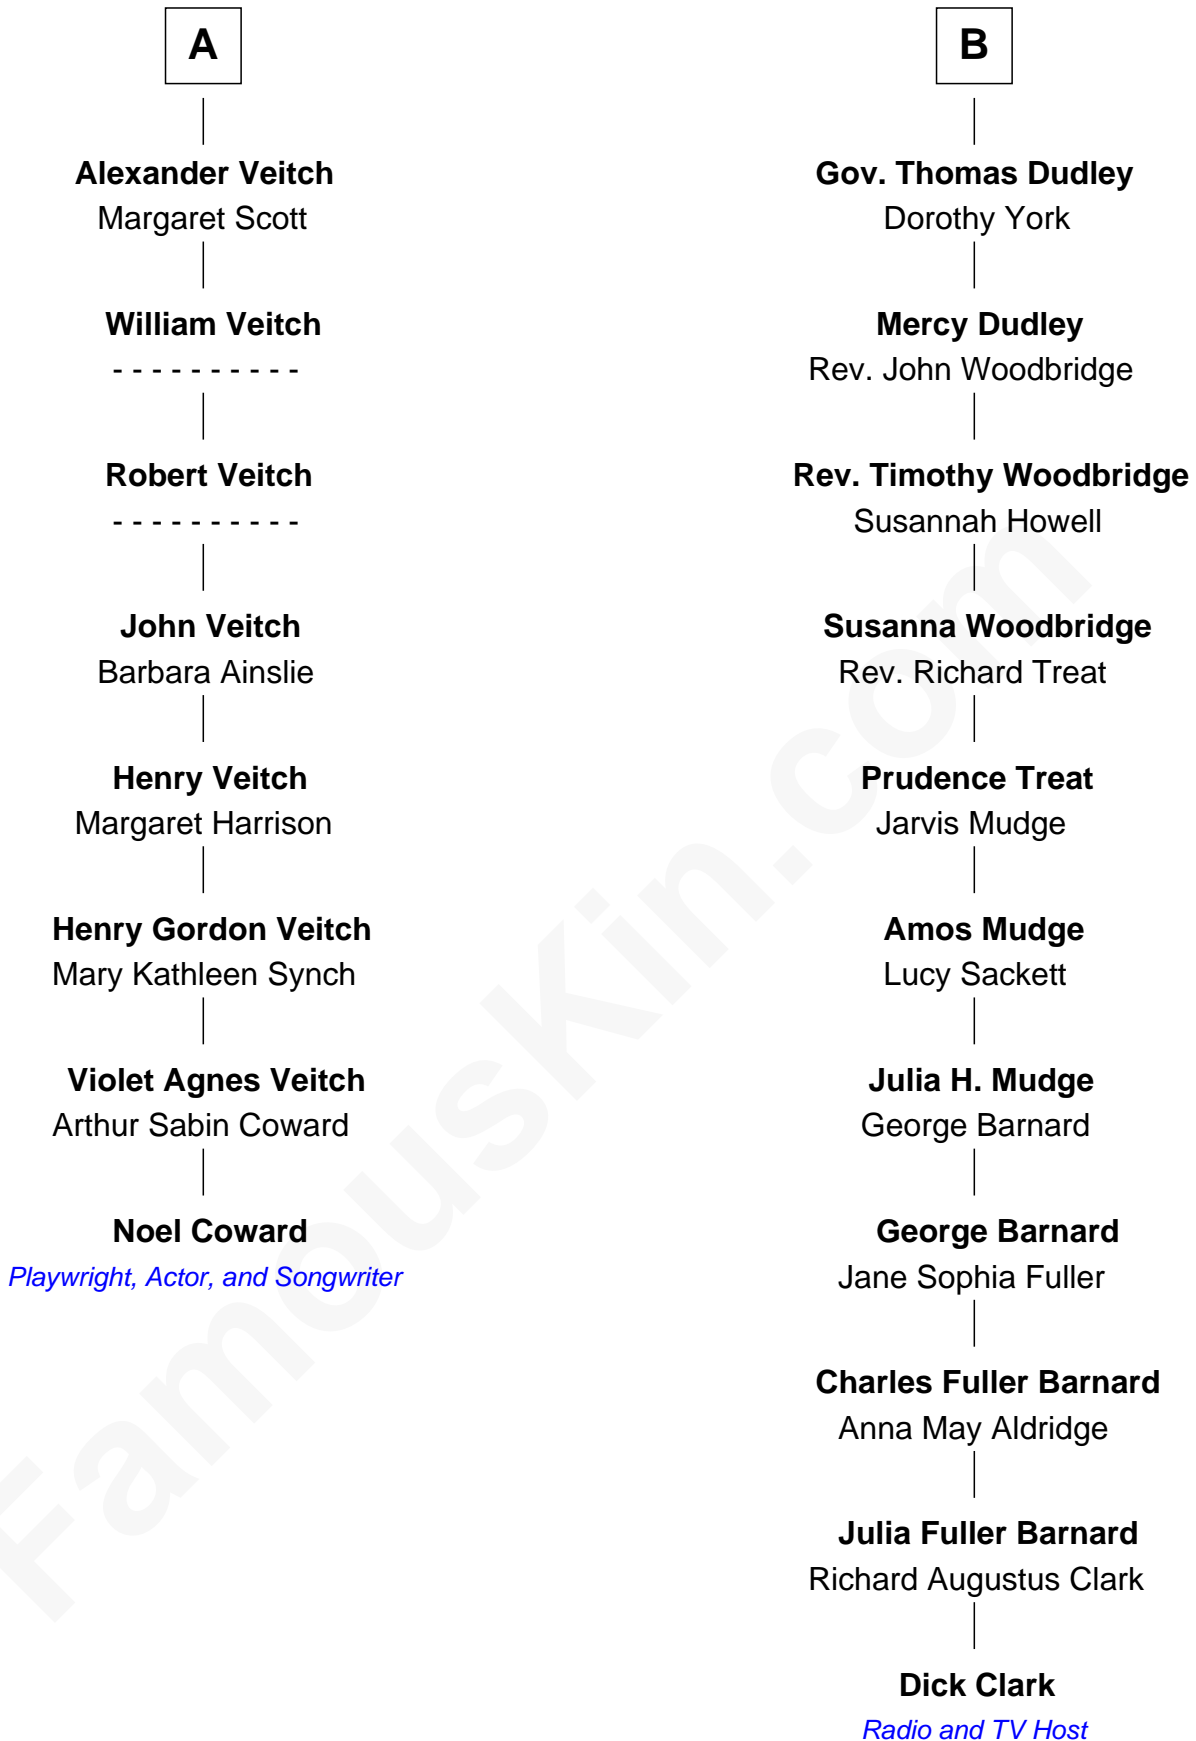 A
Alexander Veitch
Margaret Scott
William Veitch
- - - - - - - - - -
Robert Veitch
- - - - - - - - - -
John Veitch
Barbara Ainslie
Henry Veitch
Margaret Harrison
Henry Gordon Veitch
Mary Kathleen Synch
Violet Agnes Veitch
Arthur Sabin Coward
Noel Coward
Playwright, Actor, and Songwriter
B
Gov. Thomas Dudley
Dorothy York
Mercy Dudley
Rev. John Woodbridge
Rev. Timothy Woodbridge
Susannah Howell
Susanna Woodbridge
Rev. Richard Treat
Prudence Treat
Jarvis Mudge
Amos Mudge
Lucy Sackett
Julia H. Mudge
George Barnard
George Barnard
Jane Sophia Fuller
Charles Fuller Barnard
Anna May Aldridge
Julia Fuller Barnard
Richard Augustus Clark
Dick Clark
Radio and TV Host
FamousKin.com